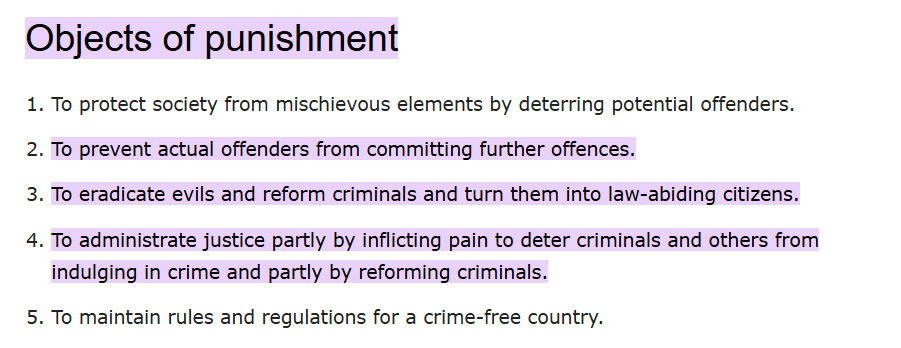 Objects of punishment
1. To protect society from mischievous elements by deterring potential offenders.
2. To prevent actual offenders from committing further offences.
3. To eradicate evils and reform criminals and turn them into law-abiding citizens.
4. To administrate justice partly by inflicting pain to deter criminals and others from
indulging in crime and partly by reforming criminals.
5. To maintain rules and regulations for a crime-free country.